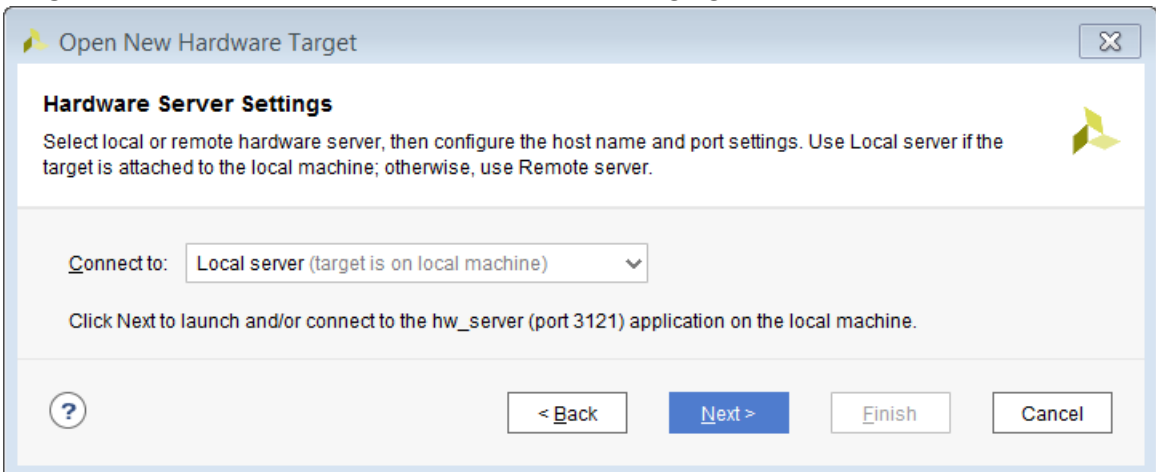 Open New Hardware Target
Hardware Server Settings
Select local or remote hardware server, then configure the host name and port settings. Use Local server if the
target is attached to the local machine; otherwise, use Remote server.
Connect to: Local server (target is on local machine)
Click Next to launch and/or connect to the hw_server (port 3121) application on the local machine.
? < Back Next > Finish Cancel